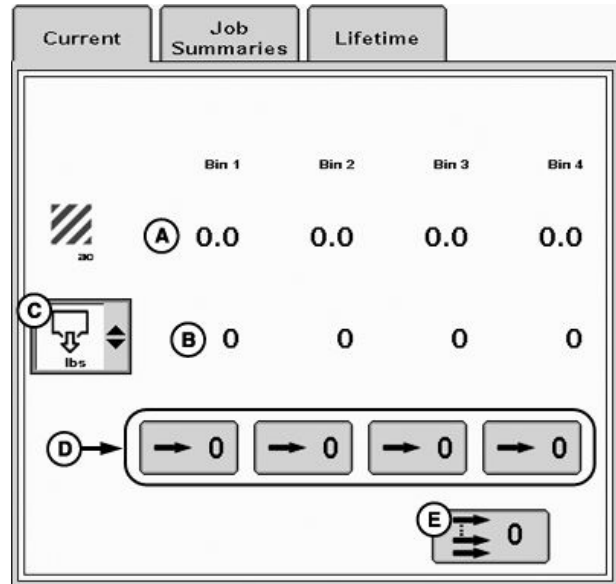 Current Job Summaries Lifetime
Bin 1 Bin 2 Bin 3 Bin 4
ac A 0.0 0.0 0.0 0.0
C lbs B 0 0 0 0
D 0 0 0 0
E 0